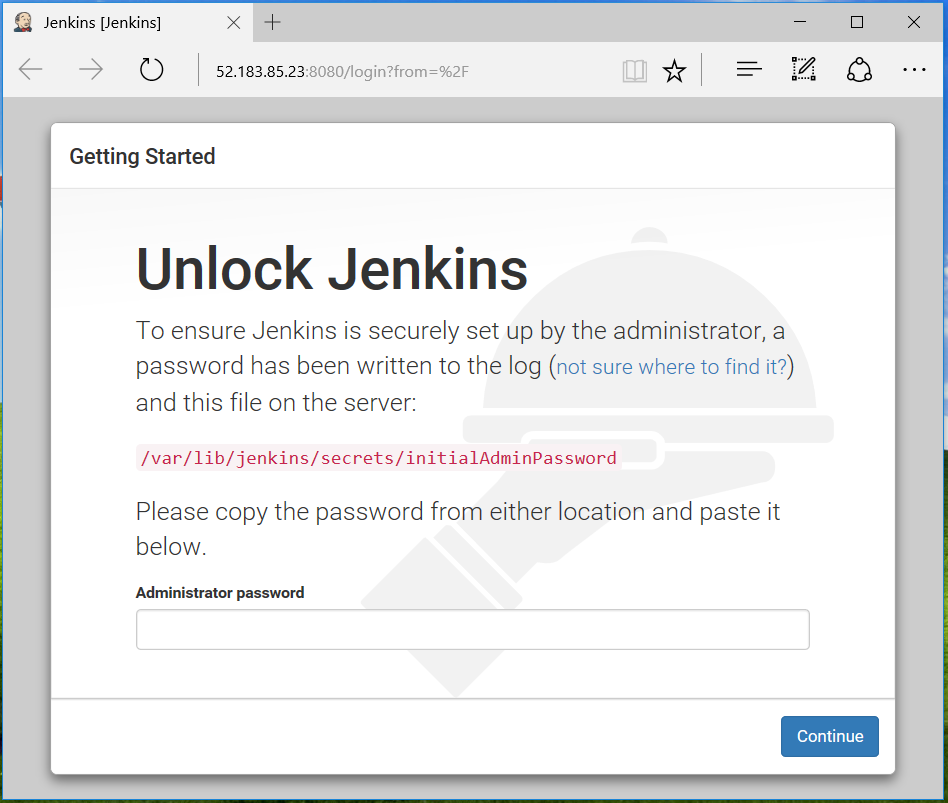 Jenkins [Jenkins]
52.183.85.23:8080/login?from=%2F
Getting Started
Unlock Jenkins
To ensure Jenkins is securely set up by the administrator, a
password has been written to the log (not sure where to find it?)
and this file on the server:
/var/lib/jenkins/secrets/initialAdminPassword
Please copy the password from either location and paste it
below.
Administrator password
Continue